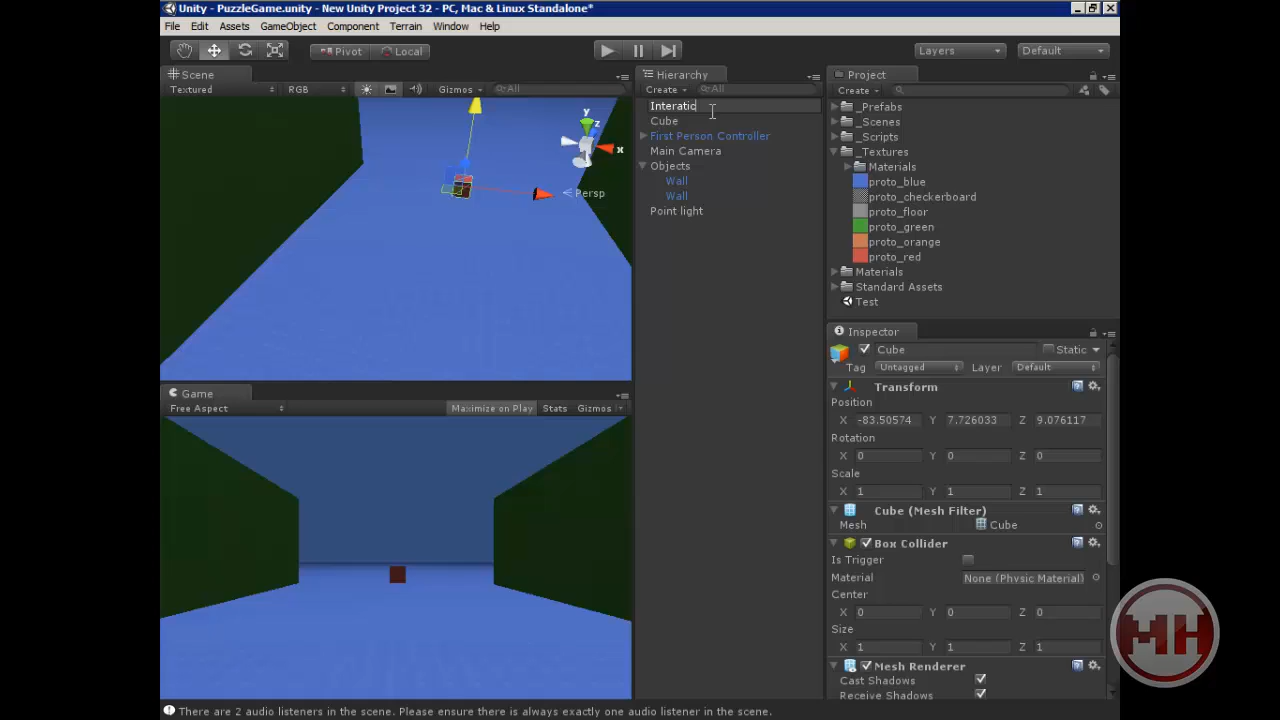 Unity - PuzzleGame.unity - New Unity Project 32 - PC, Mac & Linux Standalone*
File Edit Assets GameObject Component Terrain Window Help
Pivot Local Layers Default
Scene
Textured RGB Gizmos All
y
z
x
Persp
Game
Free Aspect Maximize on Play Stats Gizmos
Hierarchy
Create All
Interatic
Cube
First Person Controller
Main Camera
Objects
Wall
Wall
Point light
Project
Create
_Prefabs
_Scenes
_Scripts
_Textures
Materials
proto_blue
proto_checkerboard
proto_floor
proto_green
proto_orange
proto_red
Materials
Standard Assets
Test
Inspector
Cube Static
Tag Untagged Layer Default
Transform
Position
X -83.50574 Y 7.726033 Z 9.076117
Rotation
X 0 Y 0 Z 0
Scale
X 1 Y 1 Z 1
Cube (Mesh Filter)
Mesh Cube
Box Collider
Is Trigger
Material None (Physic Material)
Center
X 0 Y 0 Z 0
Size
X 1 Y 1 Z 1
Mesh Renderer
Cast Shadows
Receive Shadows
MH
There are 2 audio listeners in the scene. Please ensure there is always exactly one audio listener in the scene.